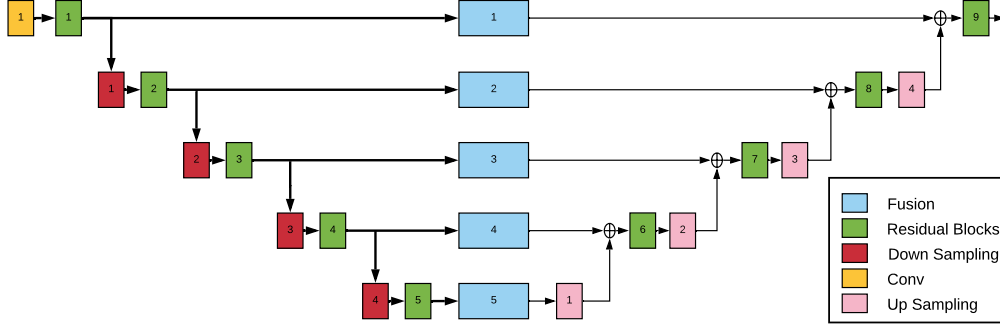 1 1 1 9
1 2 2 8 4
2 3 3 7 3
3 4 4 6 2
4 5 5 1
Fusion
Residual Blocks
Down Sampling
Conv
Up Sampling